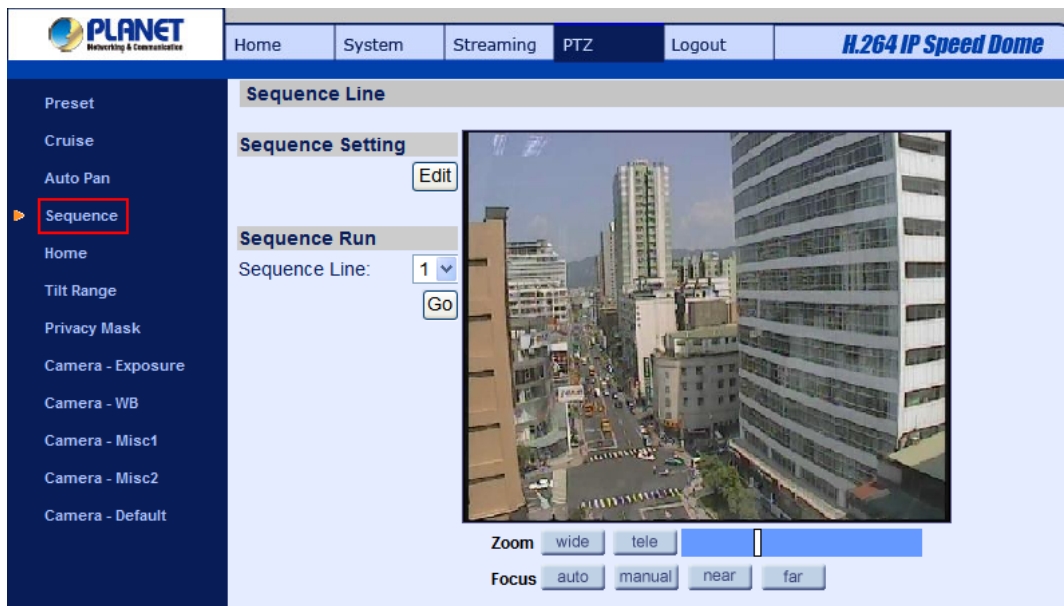 PLANET
Networking & Communication
Home System Streaming PTZ Logout H.264 IP Speed Dome
Preset
Cruise
Auto Pan
Sequence
Home
Tilt Range
Privacy Mask
Camera - Exposure
Camera - WB
Camera - Misc1
Camera - Misc2
Camera - Default
Sequence Line
Sequence Setting
Edit
Sequence Run
Sequence Line: 1
Go
Zoom wide tele
Focus auto manual near far